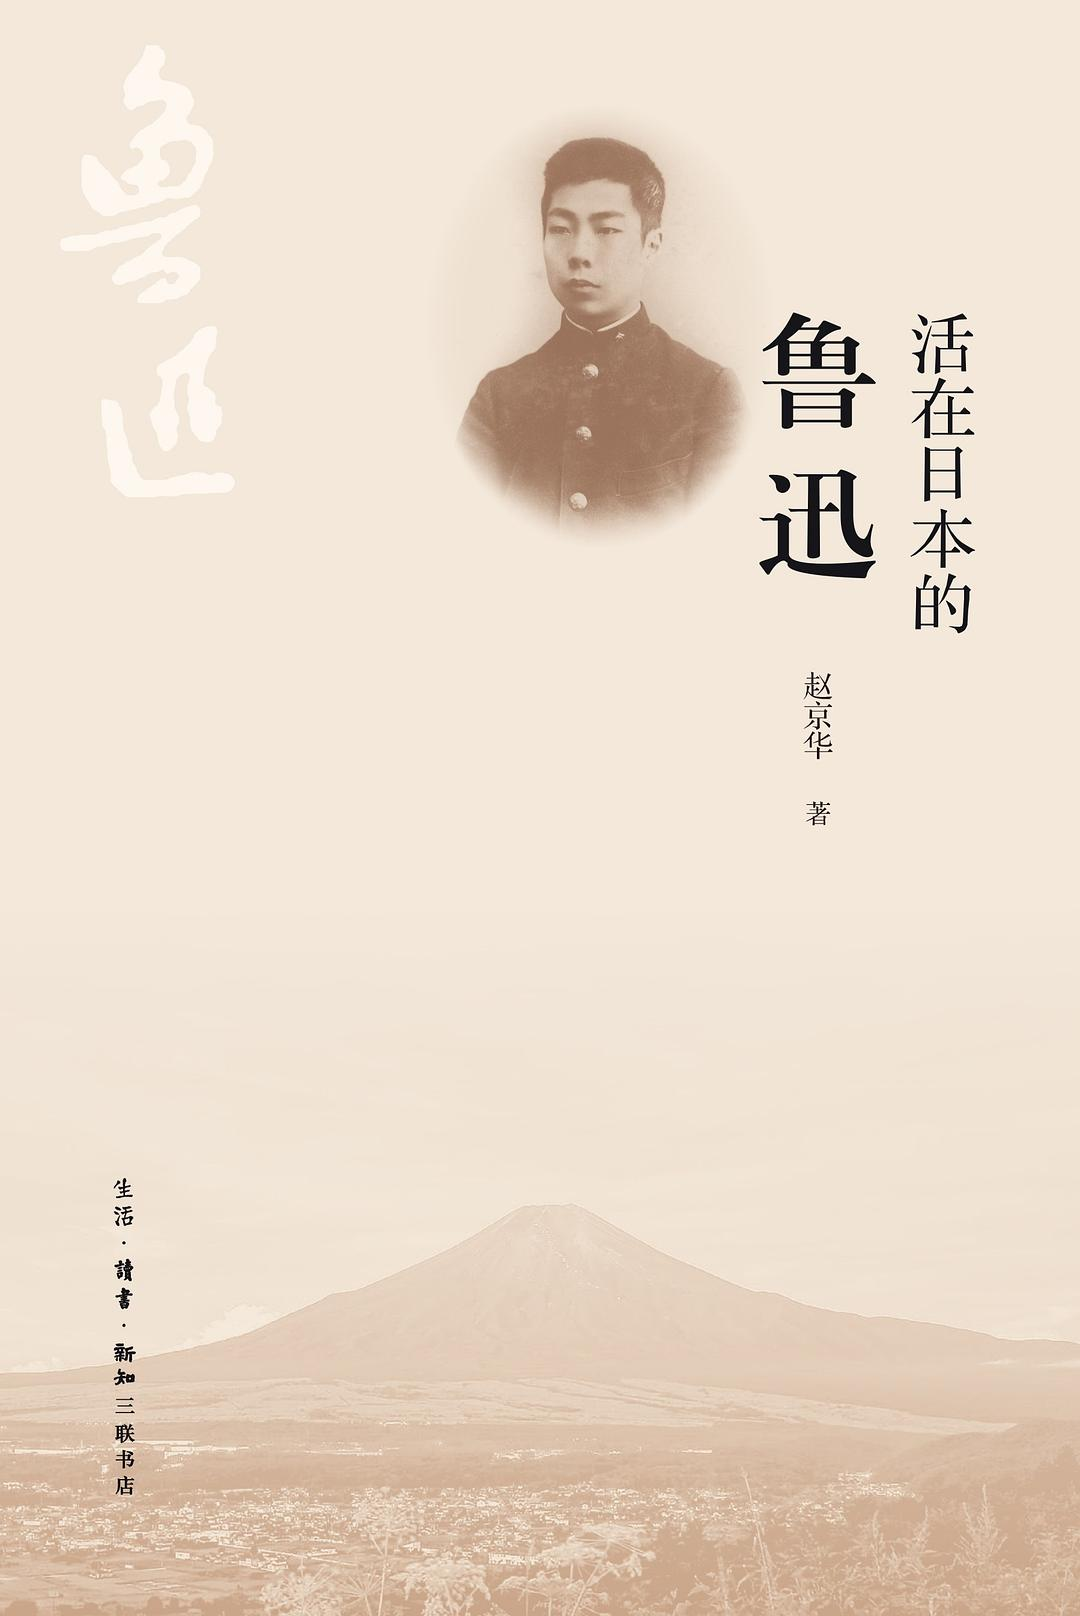 活在日本的
鲁迅
赵京华 著
鲁迅
生活·讀書·新知三联书店